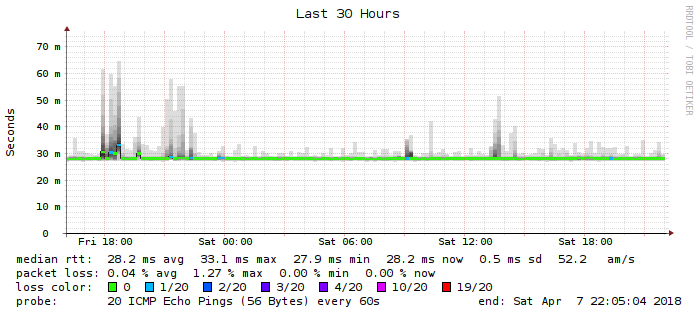 Last 30 Hours
RRDTOOL / TOBI OETIKER
Seconds
70 m
60 m
50 m
40 m
30 m
20 m
10 m
0
Fri 18:00 Sat 00:00 Sat 06:00 Sat 12:00 Sat 18:00
median rtt: 28.2 ms avg 33.1 ms max 27.9 ms min 28.2 ms now 0.5 ms sd 52.2 am/s
packet loss: 0.04 % avg 1.27 % max 0.00 % min 0.00 % now
loss color: 0 1/20 2/20 3/20 4/20 10/20 19/20
probe: 20 ICMP Echo Pings (56 Bytes) every 60s end: Sat Apr 7 22:05:04 2018